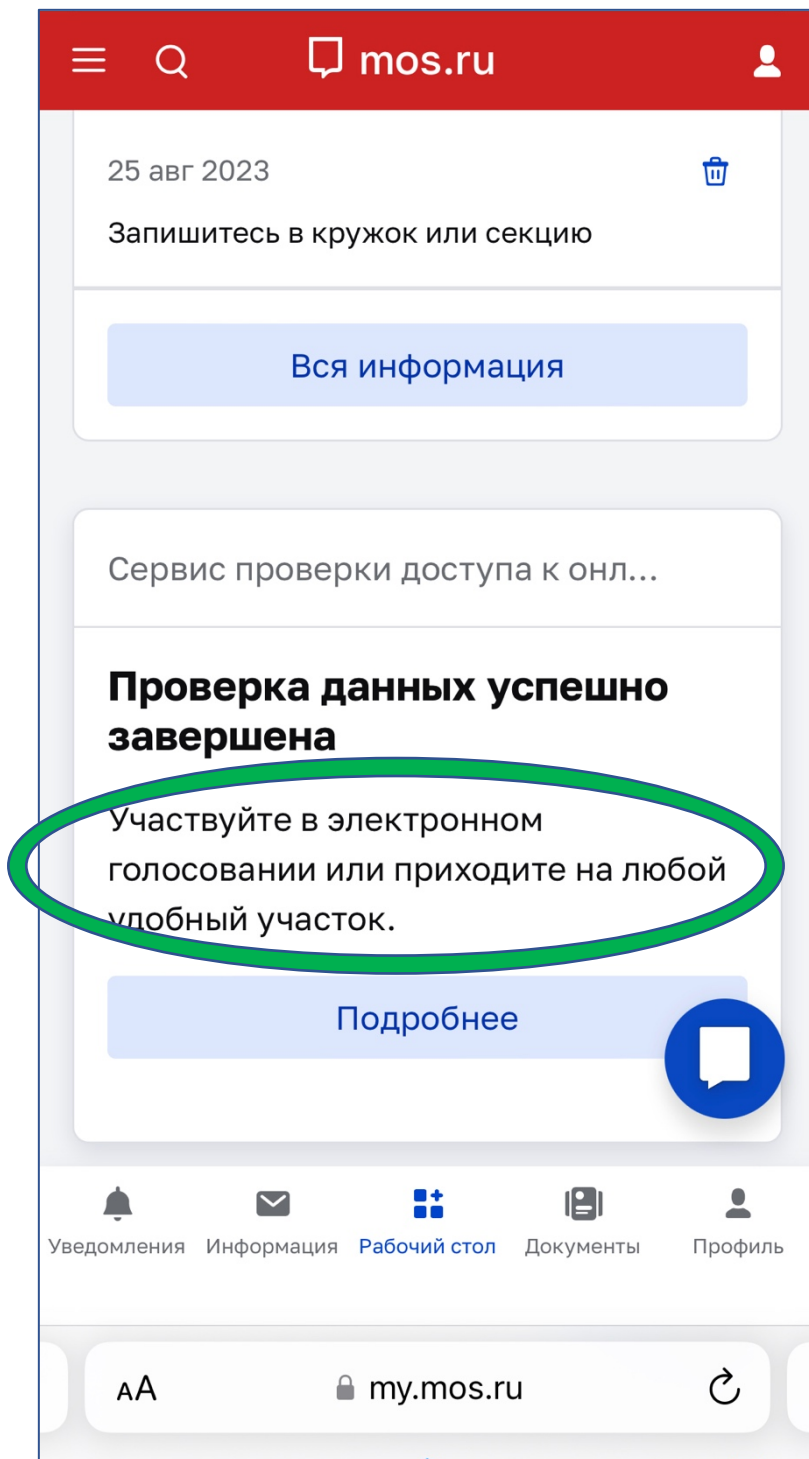 mos.ru
25 авг 2023
Запишитесь в кружок или секцию
Вся информация
Сервис проверки доступа к онл...
Проверка данных успешно
завершена
Участвуйте в электронном
голосовании или приходите на любой
удобный участок.
Подробнее
Уведомления Информация Рабочий стол Документы Профиль
AA my.mos.ru